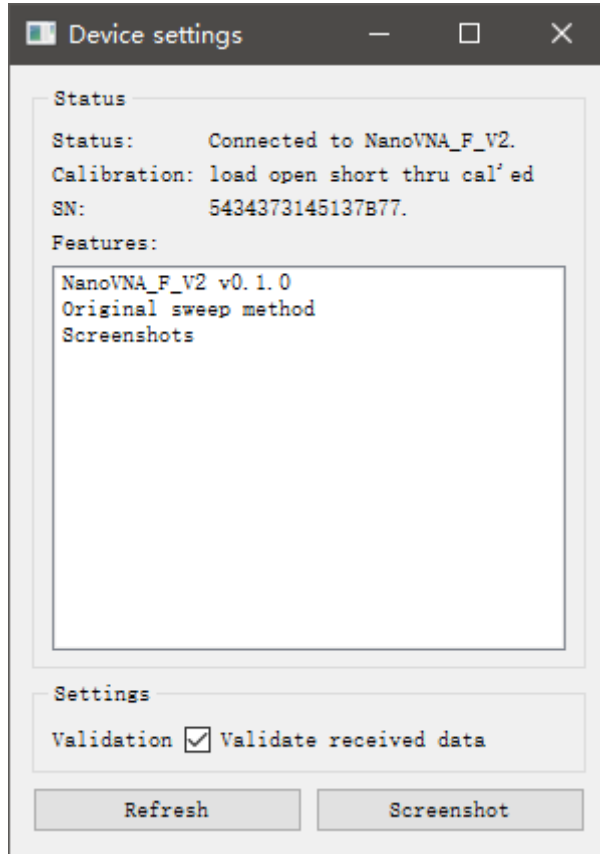 Device settings
Status
Status: Connected to NanoVNA_F_V2.
Calibration: load open short thru cal'ed
SN: 5434373145137B77.
Features:
NanoVNA_F_V2 v0.1.0
Original sweep method
Screenshots
Settings
Validation Validate received data
Refresh Screenshot